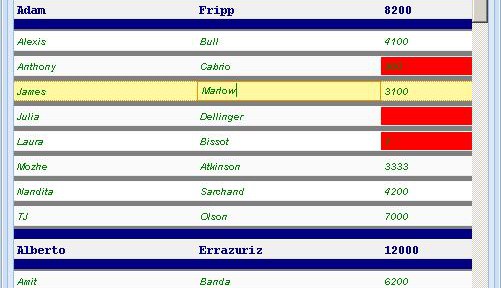 Adam Fripp 8200
Alexis Bull 4100
Anthony Cabrio
James Marlow 3100
Julia Dellinger
Laura Bissot
Mozhe Atkinson 3333
Nandita Sarchand 4200
TJ Olson 7000
Alberto Errazuriz 12000
Amit Banda 6200